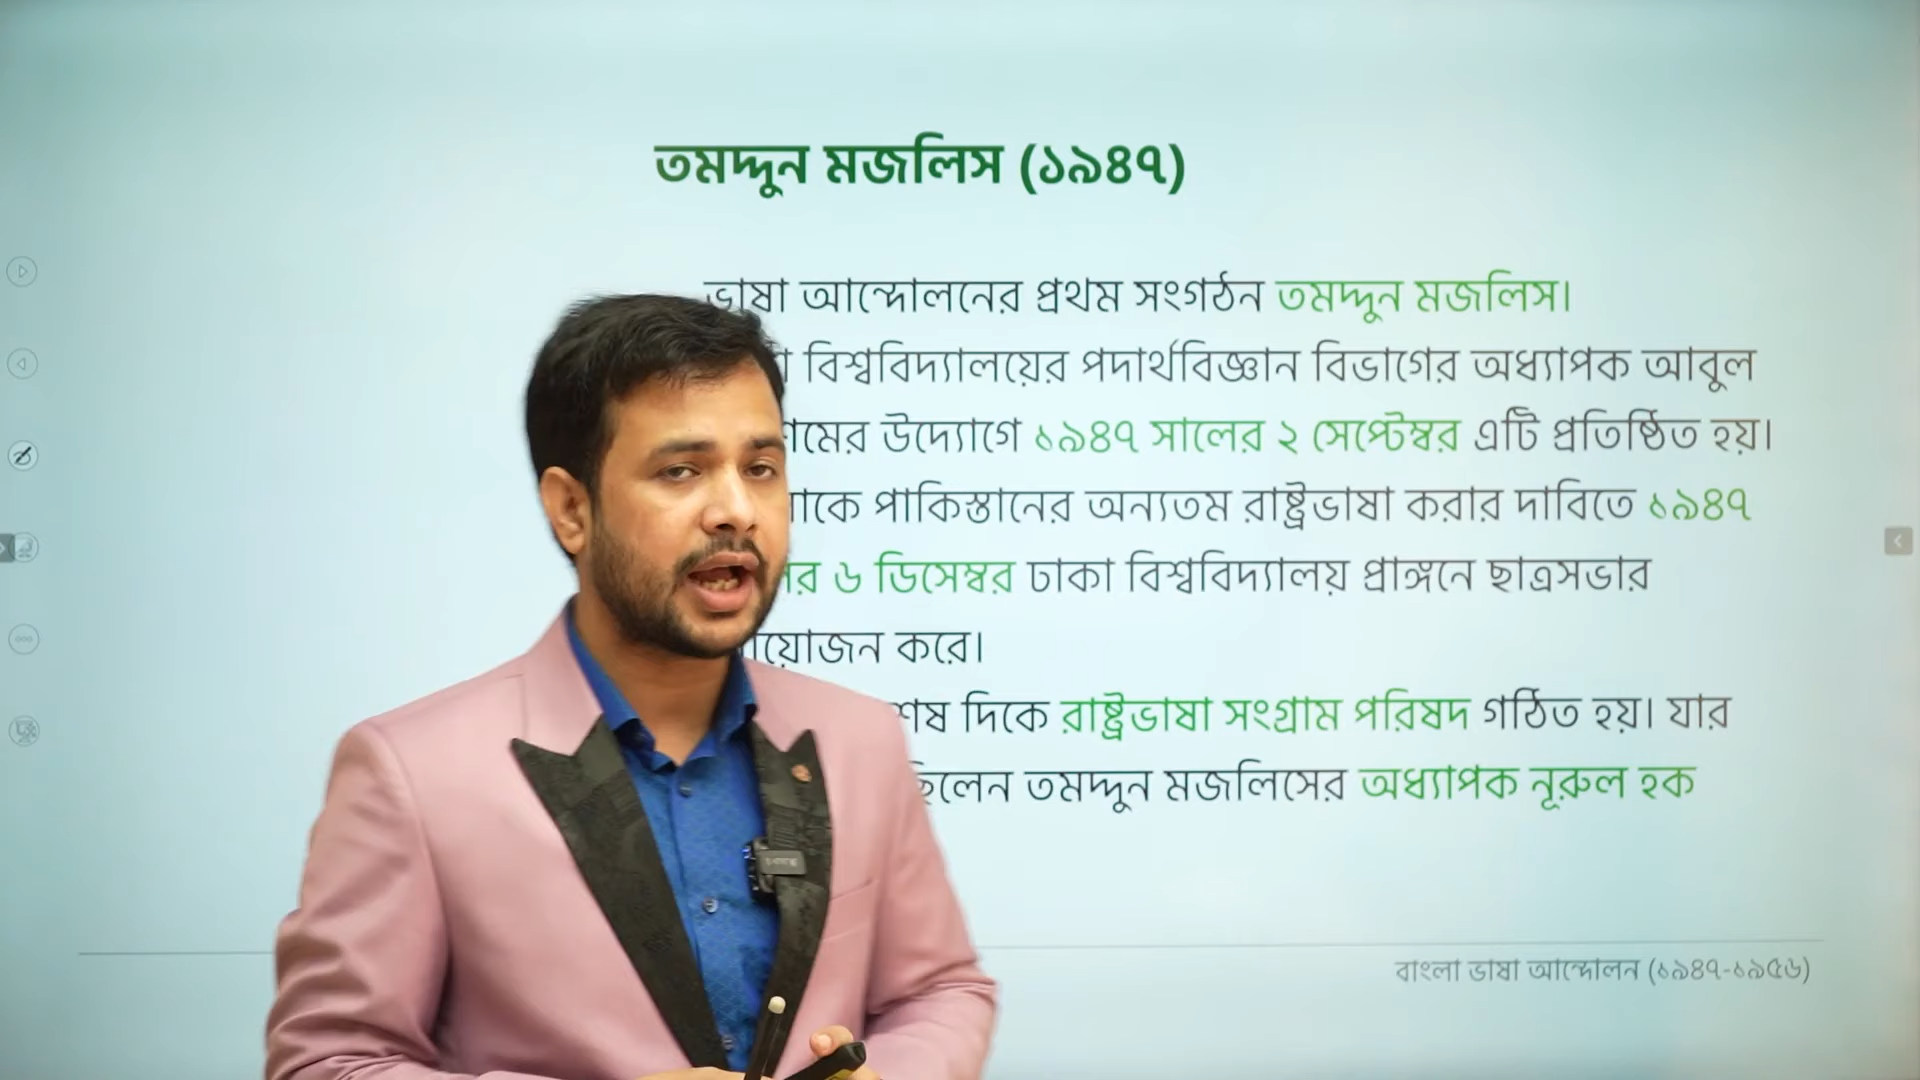 তমদ্দুন মজলিস (১৯৪৭)
ভাষা আন্দোলনের প্রথম সংগঠন তমদ্দুন মজলিস।
বিশ্ববিদ্যালয়ের পদার্থবিজ্ঞান বিভাগের অধ্যাপক আবুল
উদ্যোগে ১৯৪৭ সালের ২ সেপ্টেম্বর এটি প্রতিষ্ঠিত হয়।
পাকিস্তানের অন্যতম রাষ্ট্রভাষা করার দাবিতে ১৯৪৭
৬ ডিসেম্বর ঢাকা বিশ্ববিদ্যালয় প্রাঙ্গনে ছাত্রসভার
করে।
দিকে রাষ্ট্রভাষা সংগ্রাম পরিষদ গঠিত হয়। যার
তমদ্দুন মজলিসের অধ্যাপক নূরুল হক
বাংলা ভাষা আন্দোলন (১৯৪৭-১৯৫৬)